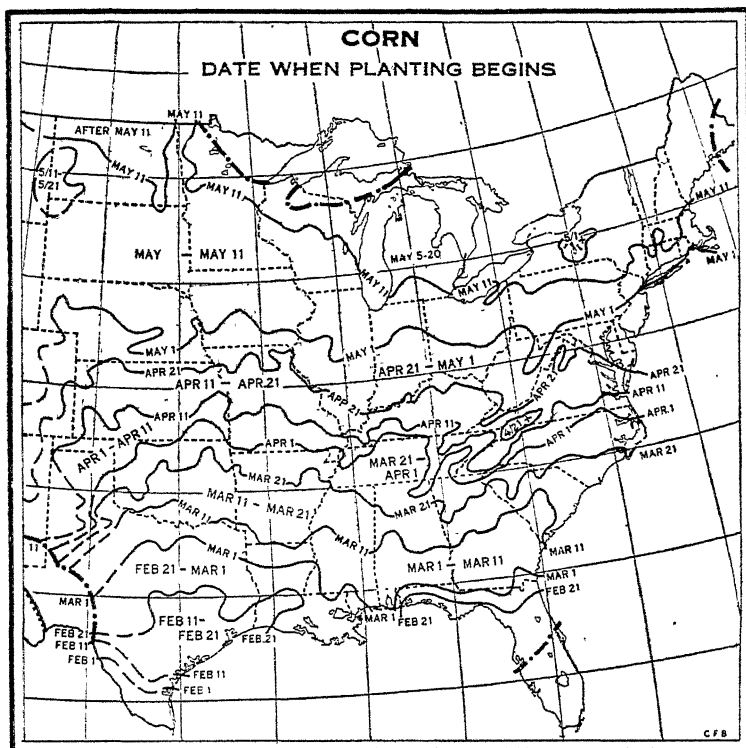 CORN
DATE WHEN PLANTING BEGINS
MAY 11
AFTER MAY 11
MAY 11
MAY 11
5/11-
5/21
MAY 11
MAY 11
MAY - MAY 11
MAY 5-20
5/1
MAY 11
MAY 11
MAY 1
MAY 1
MAY 1
MAY 1
APR 21
APR 21 - MAY 1
APR 21
APR 11 - APR 21
APR 21
APR 21
APR 11
APR 11
APR 11
APR 1
4/21+
APR 1
APR 1 - APR 11
APR 1
MAR 21
MAR 21 -
APR 1
MAR 21
MAR 11 - MAR 21
MAR 21
MAR 11
MAR 11
MAR 11
MAR 1
MAR 1 - MAR 11
11
FEB 21 - MAR 1
MAR 1
FEB 21
MAR 1
FEB 11 -
FEB 21
MAR 1
FEB 21
FEB 21
FEB 21
FEB 11
FEB 1
FEB 11
FEB 1
CFB